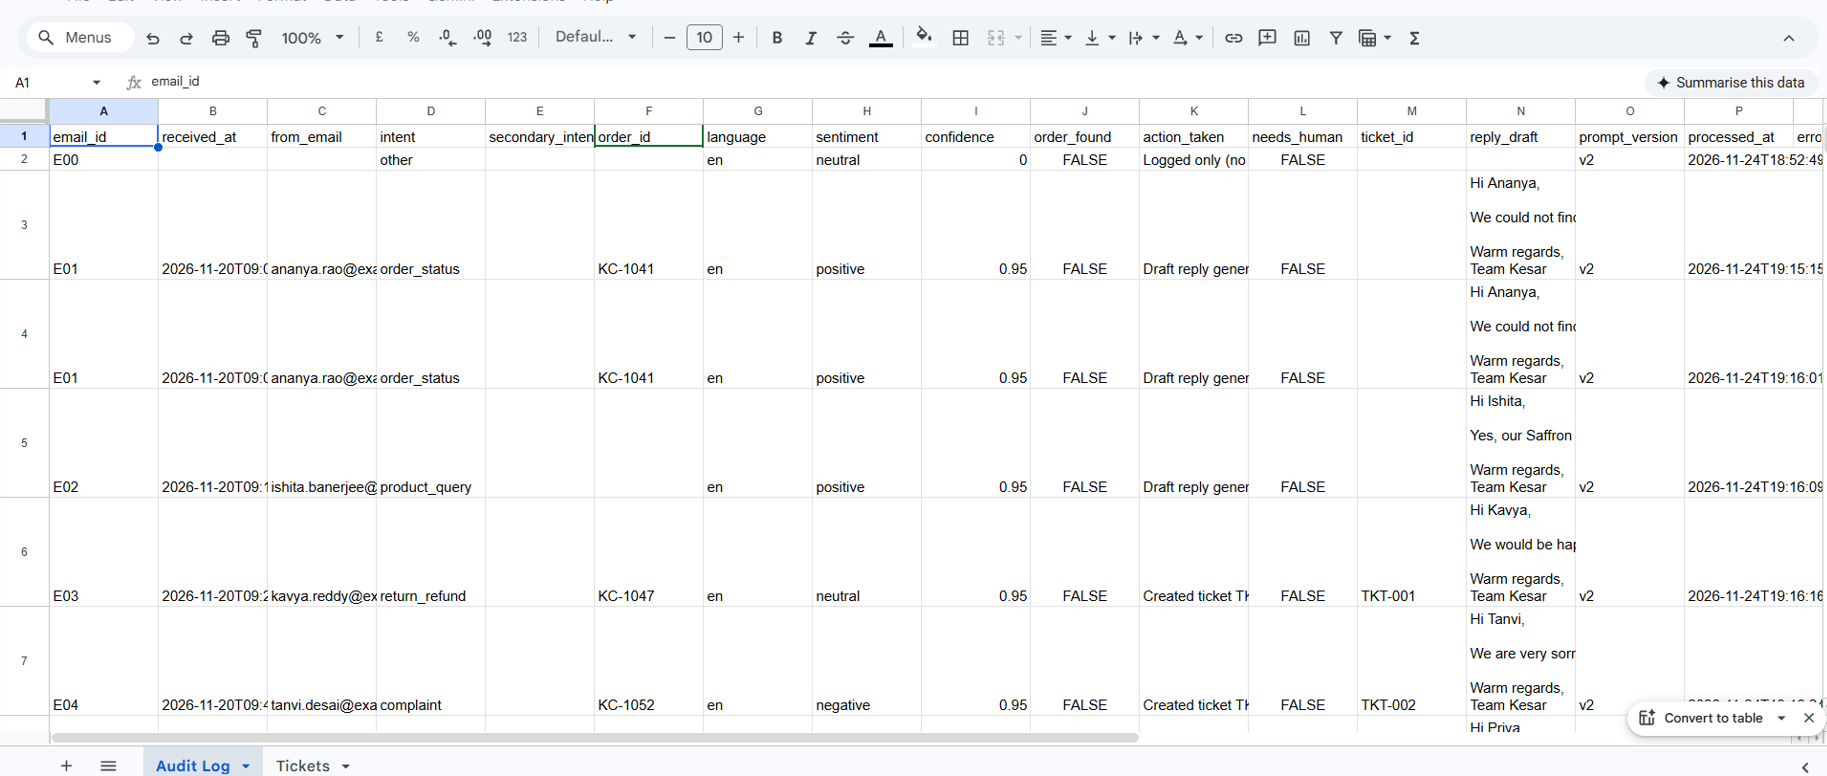 Menus 100% £ % .0 .00 123 Defaul... − 10 + B I A Σ
A1 fx email_id Summarise this data
A B C D E F G H I J K L M N O P
1 email_id received_at from_email intent secondary_inten order_id language sentiment confidence order_found action_taken needs_human ticket_id reply_draft prompt_version processed_at erro
2 E00 other en neutral 0 FALSE Logged only (no FALSE v2 2026-11-24T18:52:49
Hi Ananya,
We could not find
Warm regards,
3 E01 2026-11-20T09:0 ananya.rao@exa order_status KC-1041 en positive 0.95 FALSE Draft reply gener FALSE Team Kesar v2 2026-11-24T19:15:15
Hi Ananya,
We could not find
Warm regards,
4 E01 2026-11-20T09:0 ananya.rao@exa order_status KC-1041 en positive 0.95 FALSE Draft reply gener FALSE Team Kesar v2 2026-11-24T19:16:01
Hi Ishita,
Yes, our Saffron
Warm regards,
5 E02 2026-11-20T09:1 ishita.banerjee@ product_query en positive 0.95 FALSE Draft reply gener FALSE Team Kesar v2 2026-11-24T19:16:09
Hi Kavya,
We would be hap
Warm regards,
6 E03 2026-11-20T09:2 kavya.reddy@ex return_refund KC-1047 en neutral 0.95 FALSE Created ticket TK FALSE TKT-001 Team Kesar v2 2026-11-24T19:16:16
Hi Tanvi,
We are very sorr
Warm regards,
7 E04 2026-11-20T09:4 tanvi.desai@exa complaint KC-1052 en negative 0.95 FALSE Created ticket TK FALSE TKT-002 Team Kesar v2
Hi Priya
Convert to table
Audit Log Tickets